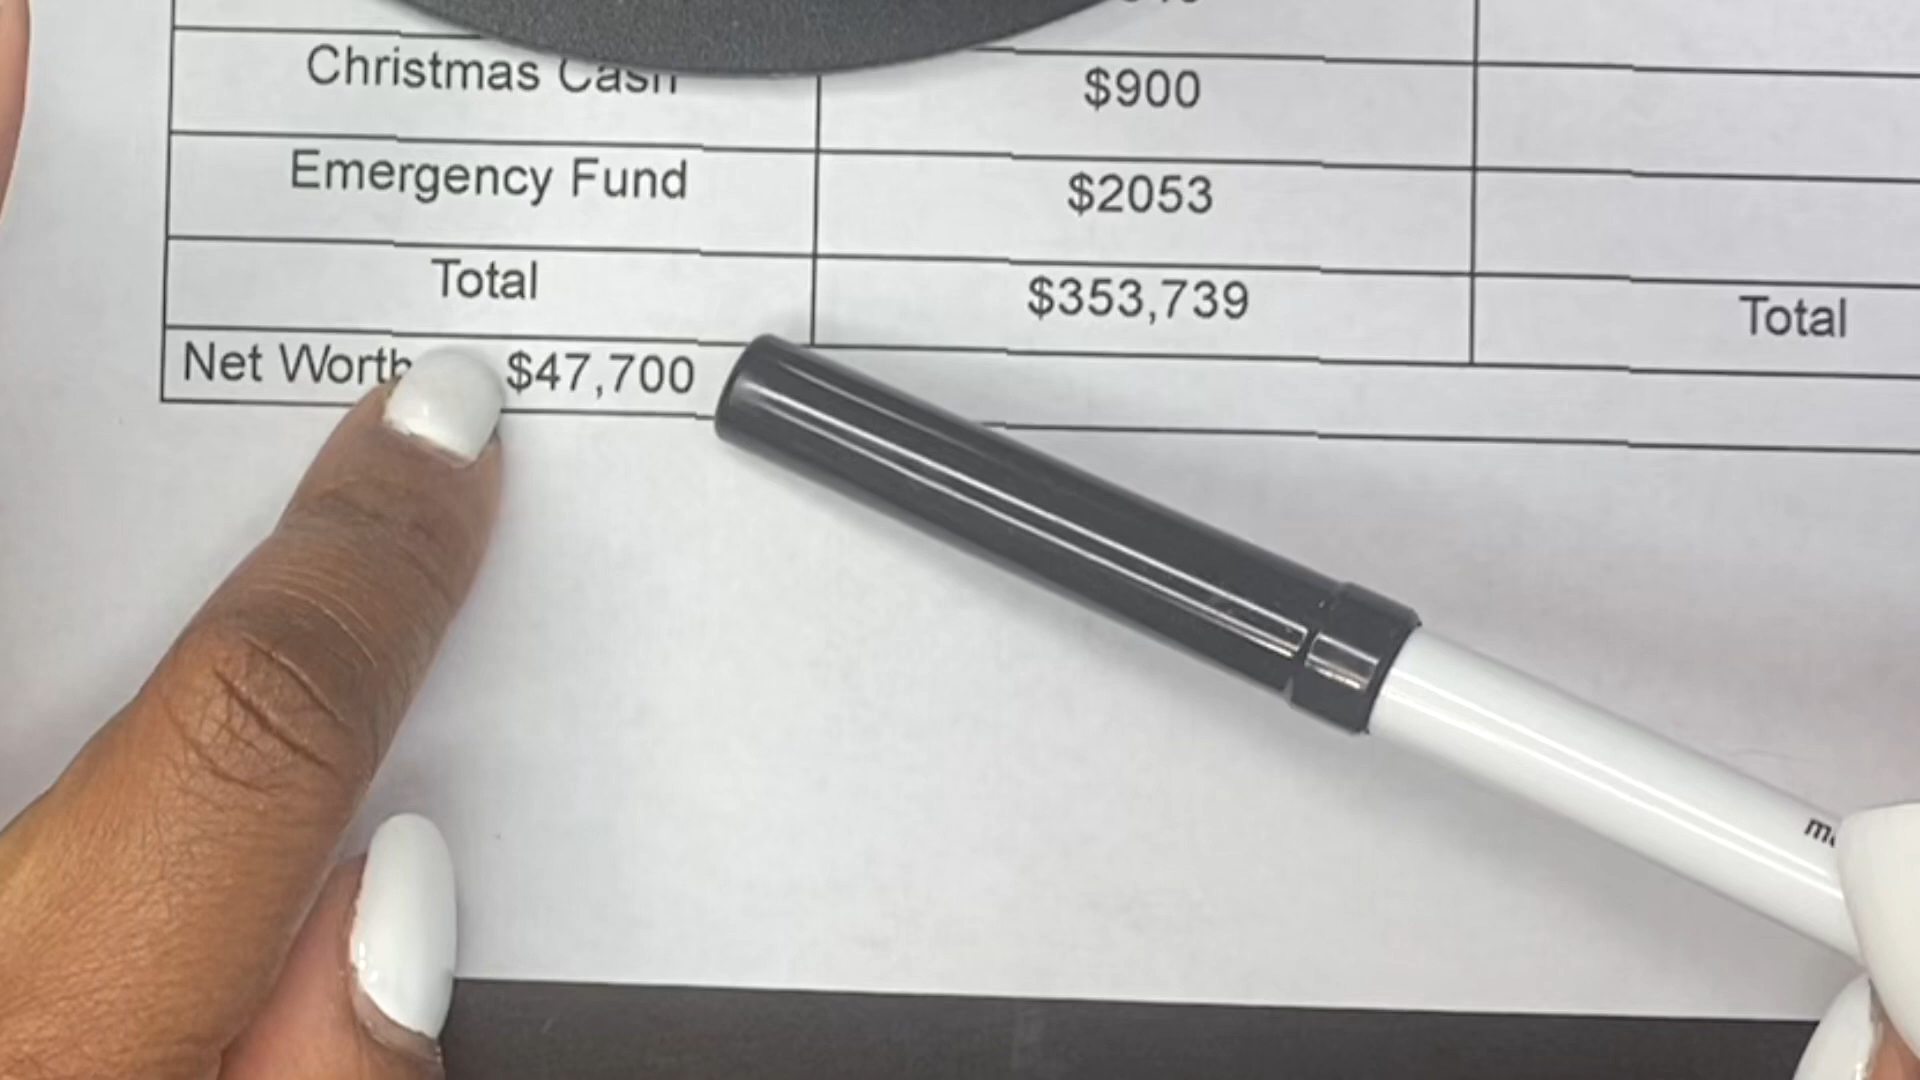 Christmas Cash $900
Emergency Fund $2053
Total $353,739 Total
Net Worth $47,700